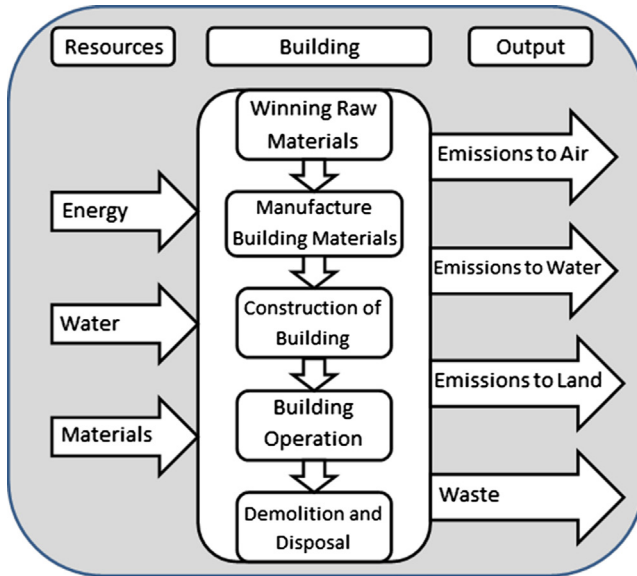 Resources
Building
Output
Winning Raw
Materials
Manufacture
Building Materials
Construction of
Building
Building
Operation
Demolition and
Disposal
Energy
Water
Materials
Emissions to Air
Emissions to Water
Emissions to Land
Waste